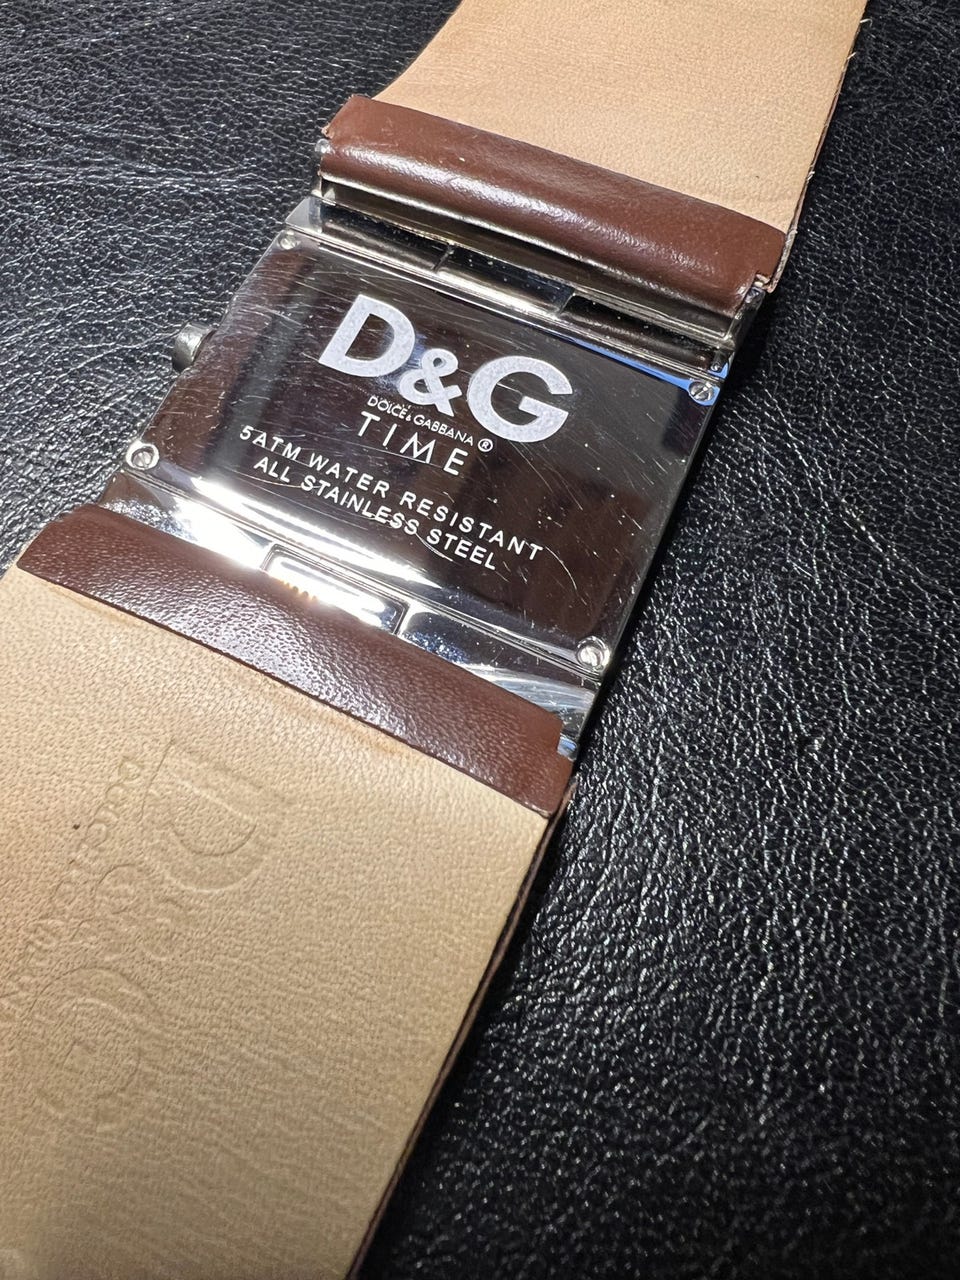 D&G
DOLCE & GABBANA ®
TIME
5ATM WATER RESISTANT
ALL STAINLESS STEEL
D&G